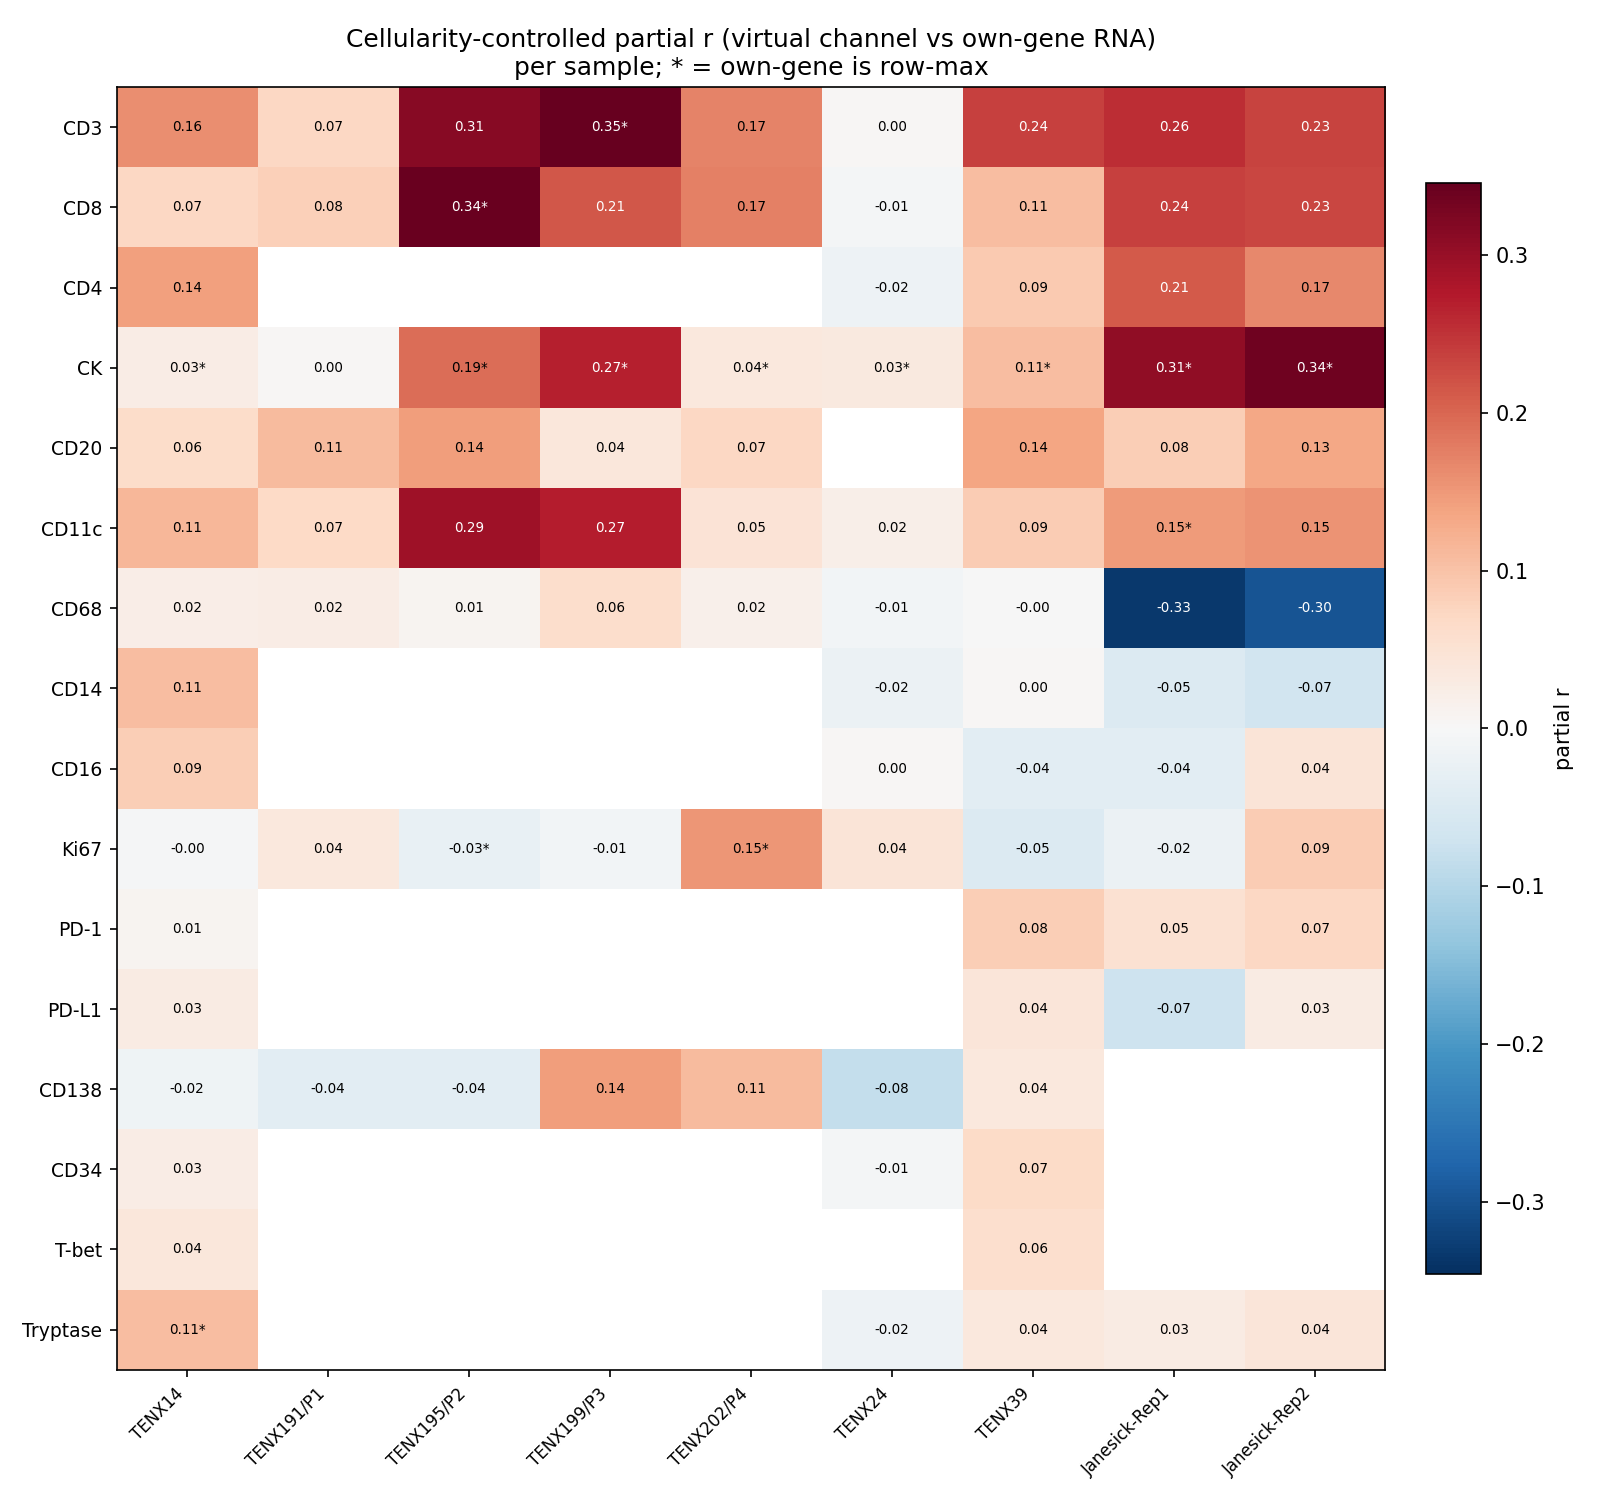 Cellularity-controlled partial r (virtual channel vs own-gene RNA)
per sample; * = own-gene is row-max
CD3 0.16 0.07 0.31 0.35* 0.17 0.00 0.24 0.26 0.23
CD8 0.07 0.08 0.34* 0.21 0.17 -0.01 0.11 0.24 0.23
CD4 0.14 -0.02 0.09 0.21 0.17
CK 0.03* 0.00 0.19* 0.27* 0.04* 0.03* 0.11* 0.31* 0.34*
CD20 0.06 0.11 0.14 0.04 0.07 0.14 0.08 0.13
CD11c 0.11 0.07 0.29 0.27 0.05 0.02 0.09 0.15* 0.15
CD68 0.02 0.02 0.01 0.06 0.02 -0.01 -0.00 -0.33 -0.30
CD14 0.11 -0.02 0.00 -0.05 -0.07
CD16 0.09 0.00 -0.04 -0.04 0.04
Ki67 -0.00 0.04 -0.03* -0.01 0.15* 0.04 -0.05 -0.02 0.09
PD-1 0.01 0.08 0.05 0.07
PD-L1 0.03 0.04 -0.07 0.03
CD138 -0.02 -0.04 -0.04 0.14 0.11 -0.08 0.04
CD34 0.03 -0.01 0.07
T-bet 0.04 0.06
Tryptase 0.11* -0.02 0.04 0.03 0.04
TENX14 TENX191/P1 TENX195/P2 TENX199/P3 TENX202/P4 TENX24 TENX39 Janesick-Rep1 Janesick-Rep2
0.3
0.2
0.1
0.0
−0.1
−0.2
−0.3
partial r